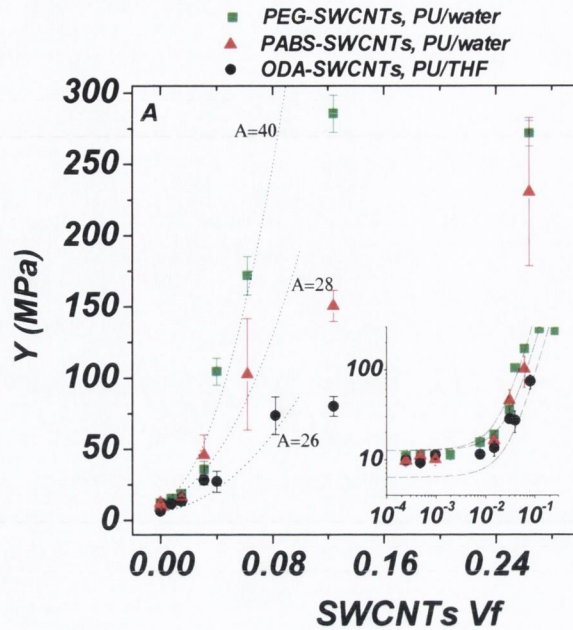 PEG-SWCNTs, PU/water
PABS-SWCNTs, PU/water
ODA-SWCNTs, PU/THF
A
300
250
200
150
100
50
0
Y (MPa)
A=40
A=28
A=26
100
10
10-4 10-3 10-2 10-1
0.00 0.08 0.16 0.24
SWCNTs Vf